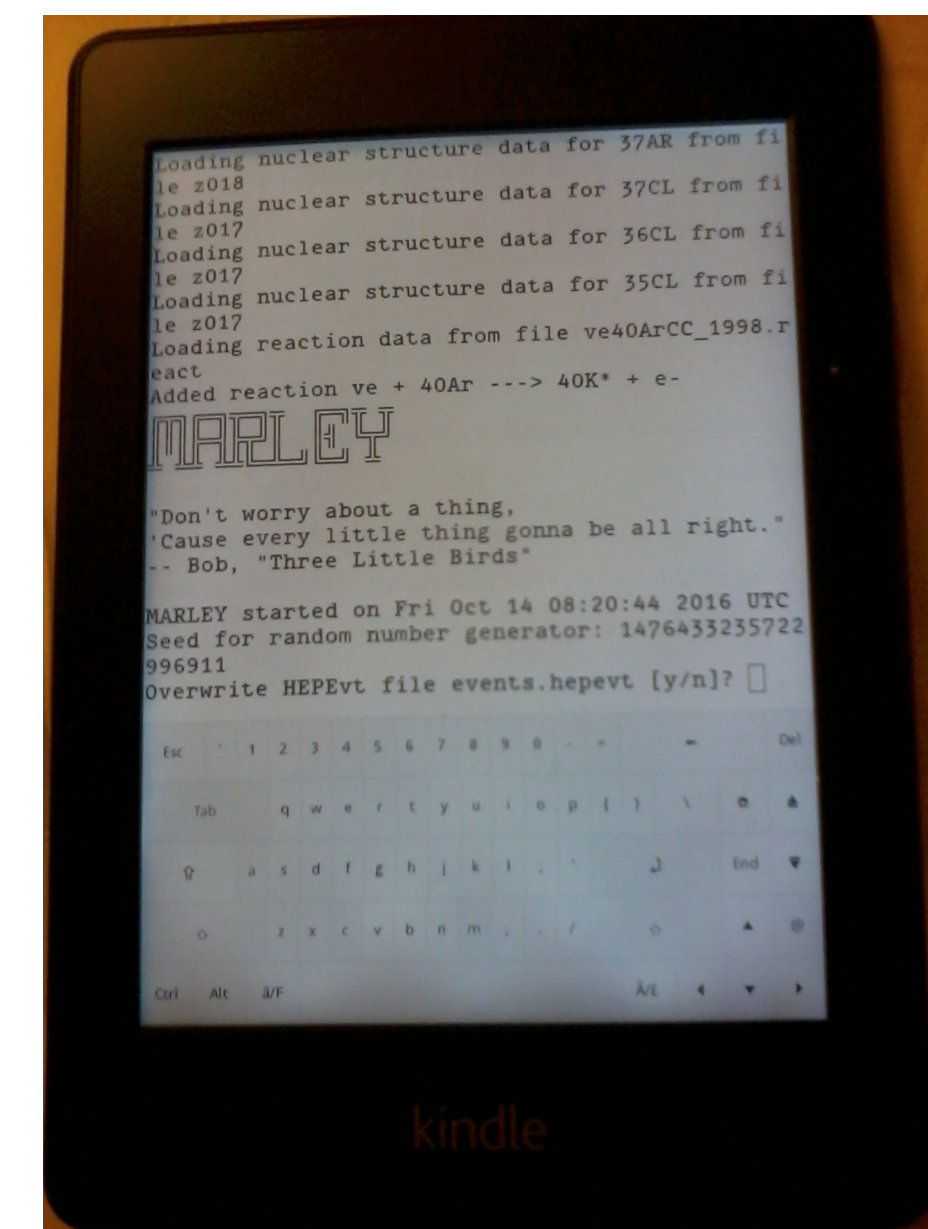 Loading nuclear structure data for 37AR from fi
le z018
Loading nuclear structure data for 37CL from fi
le z017
Loading nuclear structure data for 36CL from fi
le z017
Loading nuclear structure data for 35CL from fi
le z017
Loading reaction data from file ve40ArCC_1998.r
eact
Added reaction ve + 40Ar ---> 40K* + e-
MARLEY
"Don't worry about a thing,
'Cause every little thing gonna be all right."
-- Bob, "Three Little Birds"
MARLEY started on Fri Oct 14 08:20:44 2016 UTC
Seed for random number generator: 1476433235722
996911
Overwrite HEPEvt file events.hepevt [y/n]?
Esc ` 1 2 3 4 5 6 7 8 9 0 - = Del
Tab q w e r t y u i o p [ ] \
a s d f g h j k l ; ' End
z x c v b n m , . / @
Ctrl Alt ä/F Ä/E
kindle